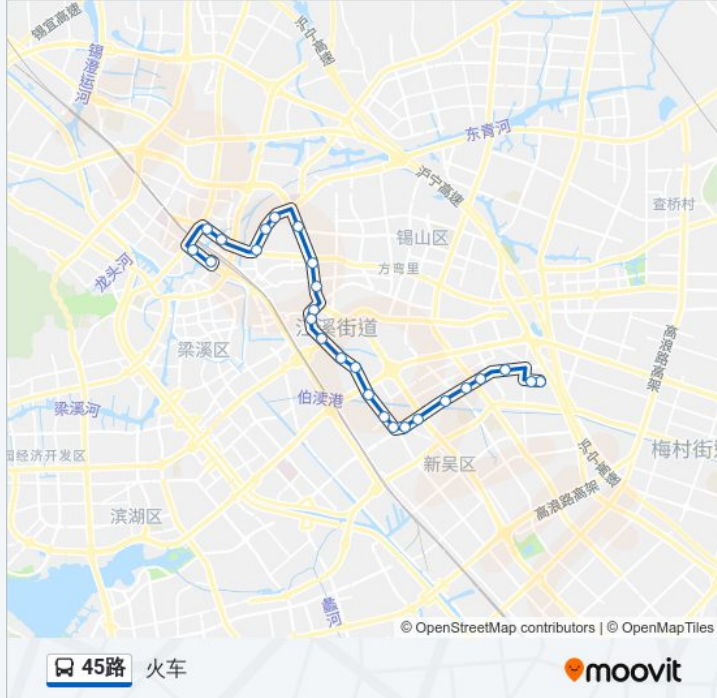 锡宜高速
沪宁高速
锡澄运河
东青河
沪宁高速
查桥村
锡山区
方弯里
龙头河
江溪街道
梁溪区
高浪路高架
伯渎港
梁溪河
梅村街道
园经济开发区
新吴区
沪宁高速
高浪路高架
滨湖区
蠡河
© OpenStreetMap contributors | © OpenMapTiles
45路 火车
moovit